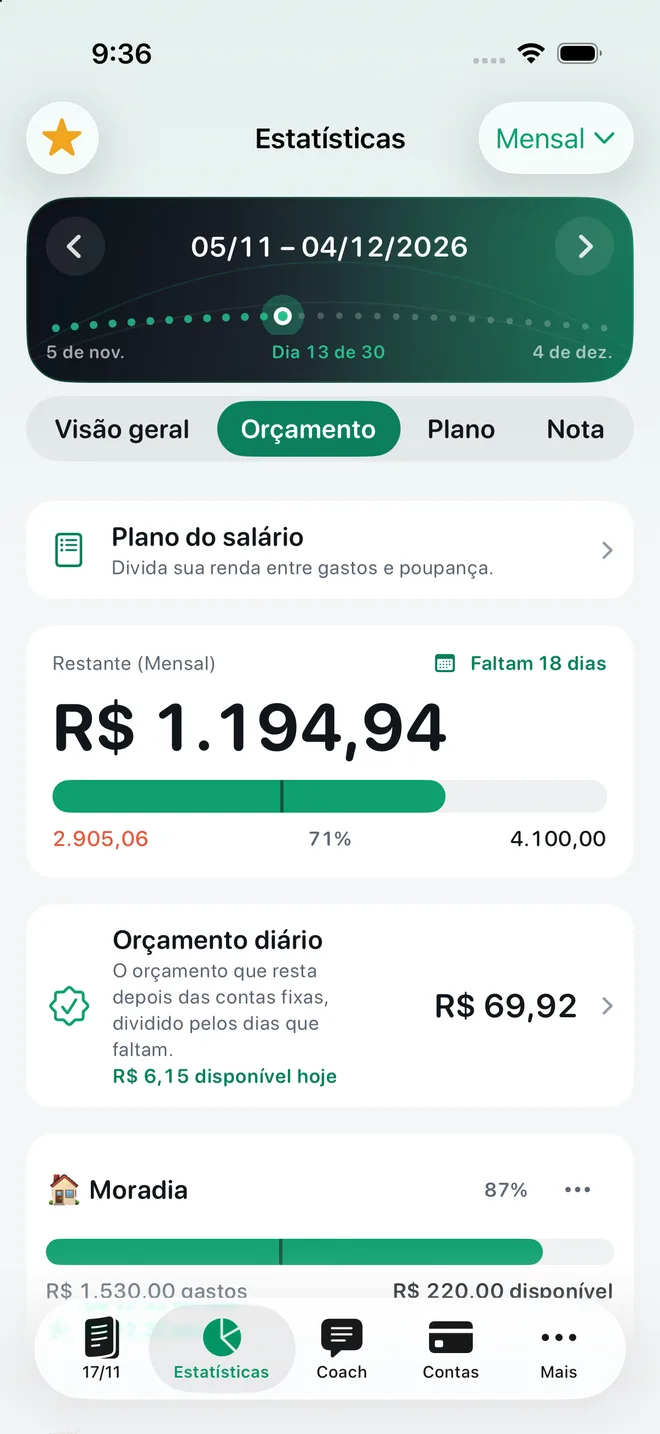 9:36
Estatísticas
Mensal
05/11 – 04/12/2026
5 de nov.
Dia 13 de 30
4 de dez.
Visão geral
Orçamento
Plano
Nota
Plano do salário
Divida sua renda entre gastos e poupança.
Restante (Mensal)
Faltam 18 dias
R$ 1.194,94
2.905,06
71%
4.100,00
Orçamento diário
O orçamento que resta
depois das contas fixas,
dividido pelos dias que
faltam.
R$ 6,15 disponível hoje
R$ 69,92
Moradia
87%
R$ 1.530,00 gastos
R$ 220,00 disponível
17/11
Estatísticas
Coach
Contas
Mais